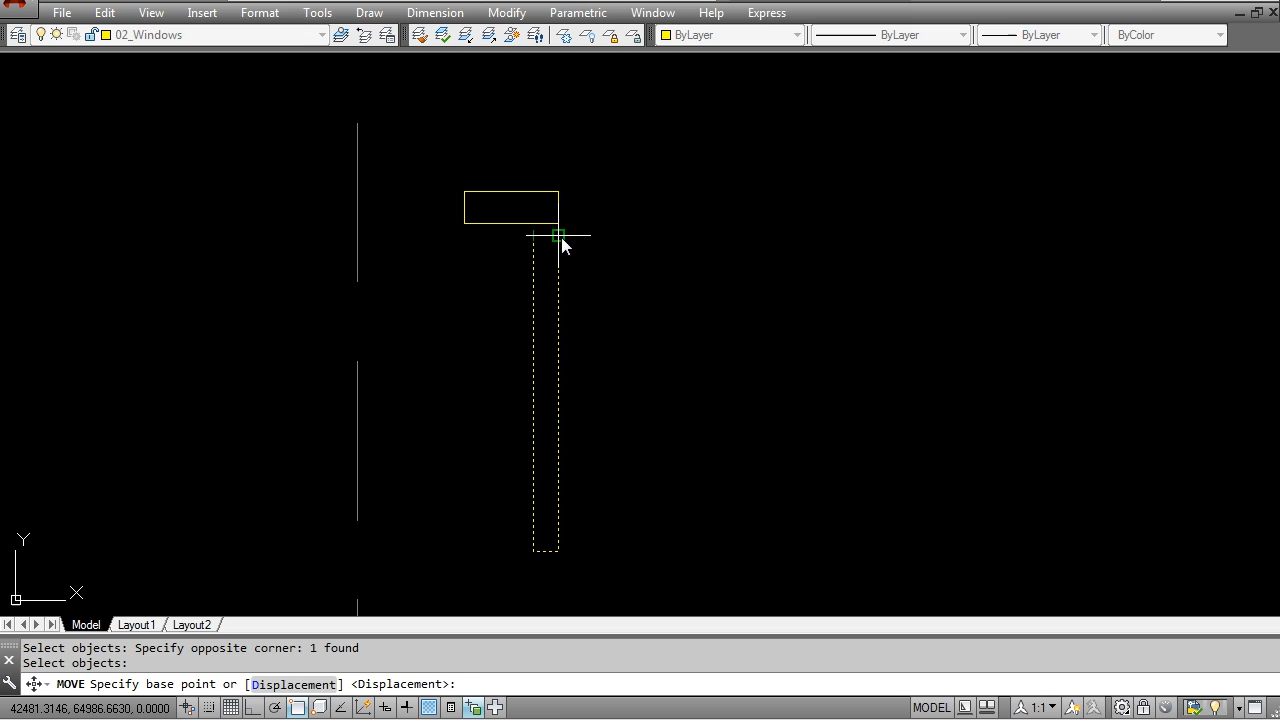 File Edit View Insert Format Tools Draw Dimension Modify Parametric Window Help Express
02_Windows ByLayer ByLayer ByLayer ByColor
Y
X
Model Layout1 Layout2
Select objects: Specify opposite corner: 1 found
Select objects:
MOVE Specify base point or [Displacement] <Displacement>:
42481.3146, 64986.6630, 0.0000 MODEL 1:1